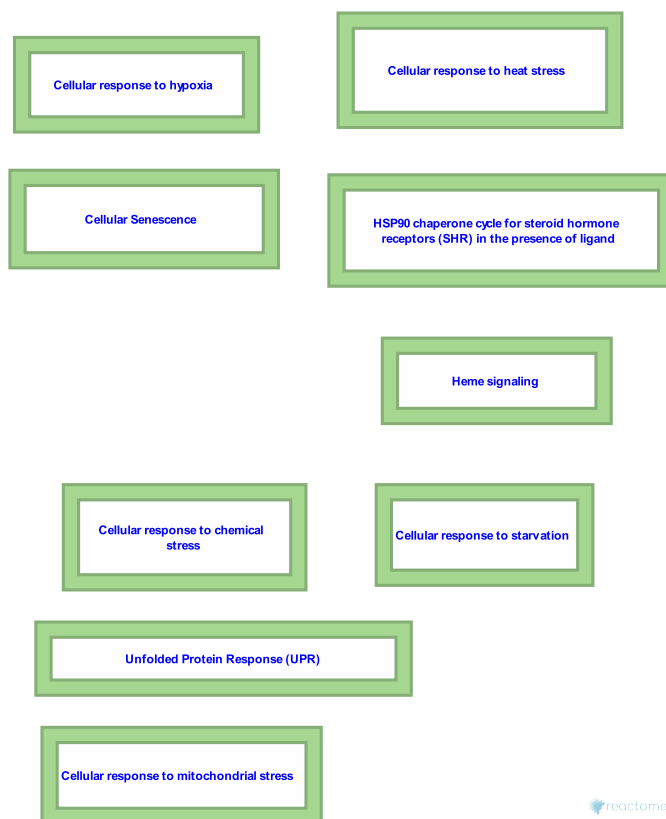 Cellular response to hypoxia
Cellular response to heat stress
Cellular Senescence
HSP90 chaperone cycle for steroid hormone
receptors (SHR) in the presence of ligand
Heme signaling
Cellular response to chemical
stress
Cellular response to starvation
Unfolded Protein Response (UPR)
Cellular response to mitochondrial stress
reactome